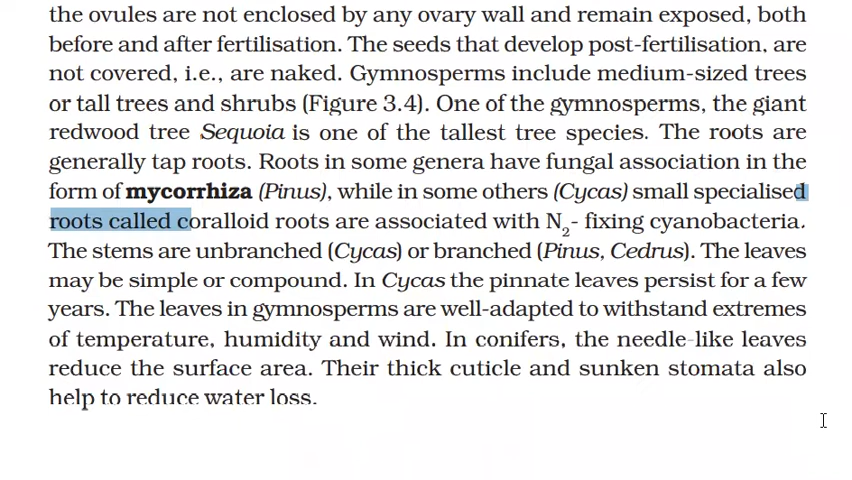 the ovules are not enclosed by any ovary wall and remain exposed, both
before and after fertilisation. The seeds that develop post-fertilisation, are
not covered, i.e., are naked. Gymnosperms include medium-sized trees
or tall trees and shrubs (Figure 3.4). One of the gymnosperms, the giant
redwood tree Sequoia is one of the tallest tree species. The roots are
generally tap roots. Roots in some genera have fungal association in the
form of mycorrhiza (Pinus), while in some others (Cycas) small specialised
roots called coralloid roots are associated with N2- fixing cyanobacteria.
The stems are unbranched (Cycas) or branched (Pinus, Cedrus). The leaves
may be simple or compound. In Cycas the pinnate leaves persist for a few
years. The leaves in gymnosperms are well-adapted to withstand extremes
of temperature, humidity and wind. In conifers, the needle-like leaves
reduce the surface area. Their thick cuticle and sunken stomata also
help to reduce water loss.